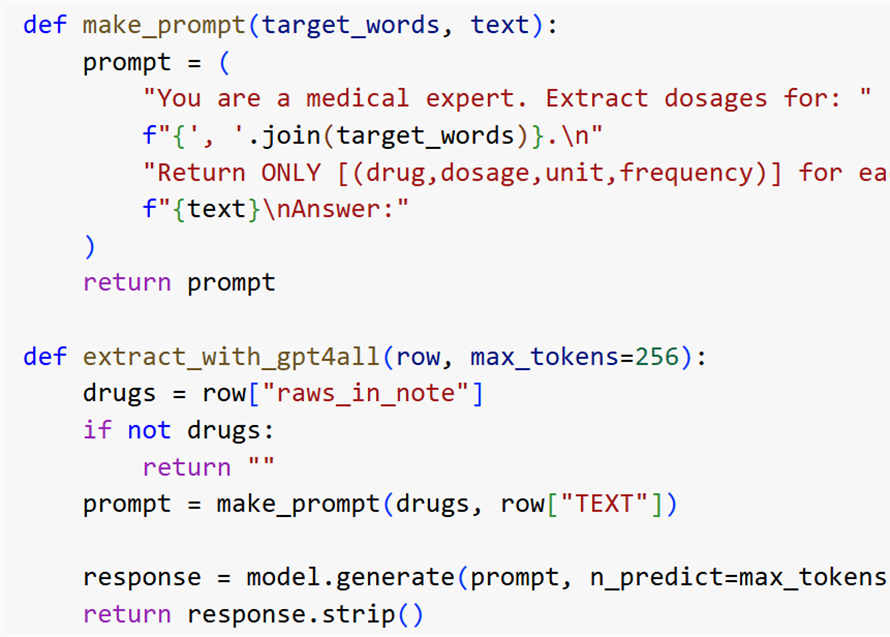 def make_prompt(target_words, text):
    prompt = (
        "You are a medical expert. Extract dosages for: "
        f"{', '.join(target_words)}.\n"
        "Return ONLY [(drug,dosage,unit,frequency)] for
        f"{text}\nAnswer:"
    )
    return prompt

def extract_with_gpt4all(row, max_tokens=256):
    drugs = row["raws_in_note"]
    if not drugs:
        return ""
    prompt = make_prompt(drugs, row["TEXT"])

    response = model.generate(prompt, n_predict=max_tokens
    return response.strip()